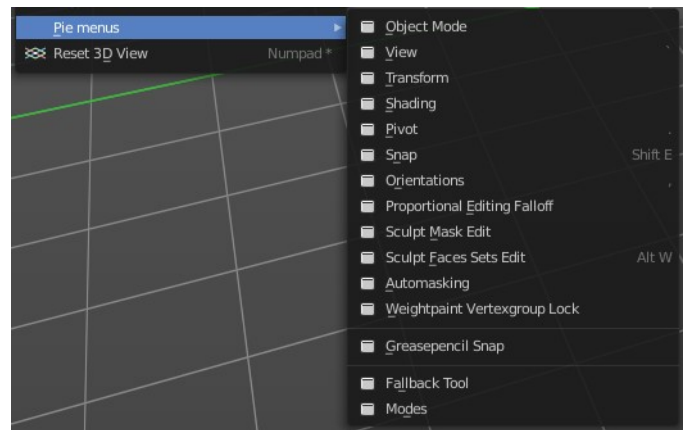 Pie menus
Reset 3D View Numpad *
Object Mode
View `
Transform
Shading
Pivot .
Snap Shift E
Orientations ,
Proportional Editing Falloff
Sculpt Mask Edit
Sculpt Faces Sets Edit Alt W
Automasking
Weightpaint Vertexgroup Lock
Greasepencil Snap
Fallback Tool
Modes